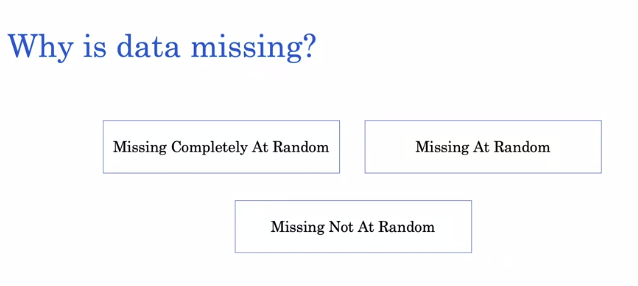 Why is data missing?
Missing Completely At Random
Missing At Random
Missing Not At Random